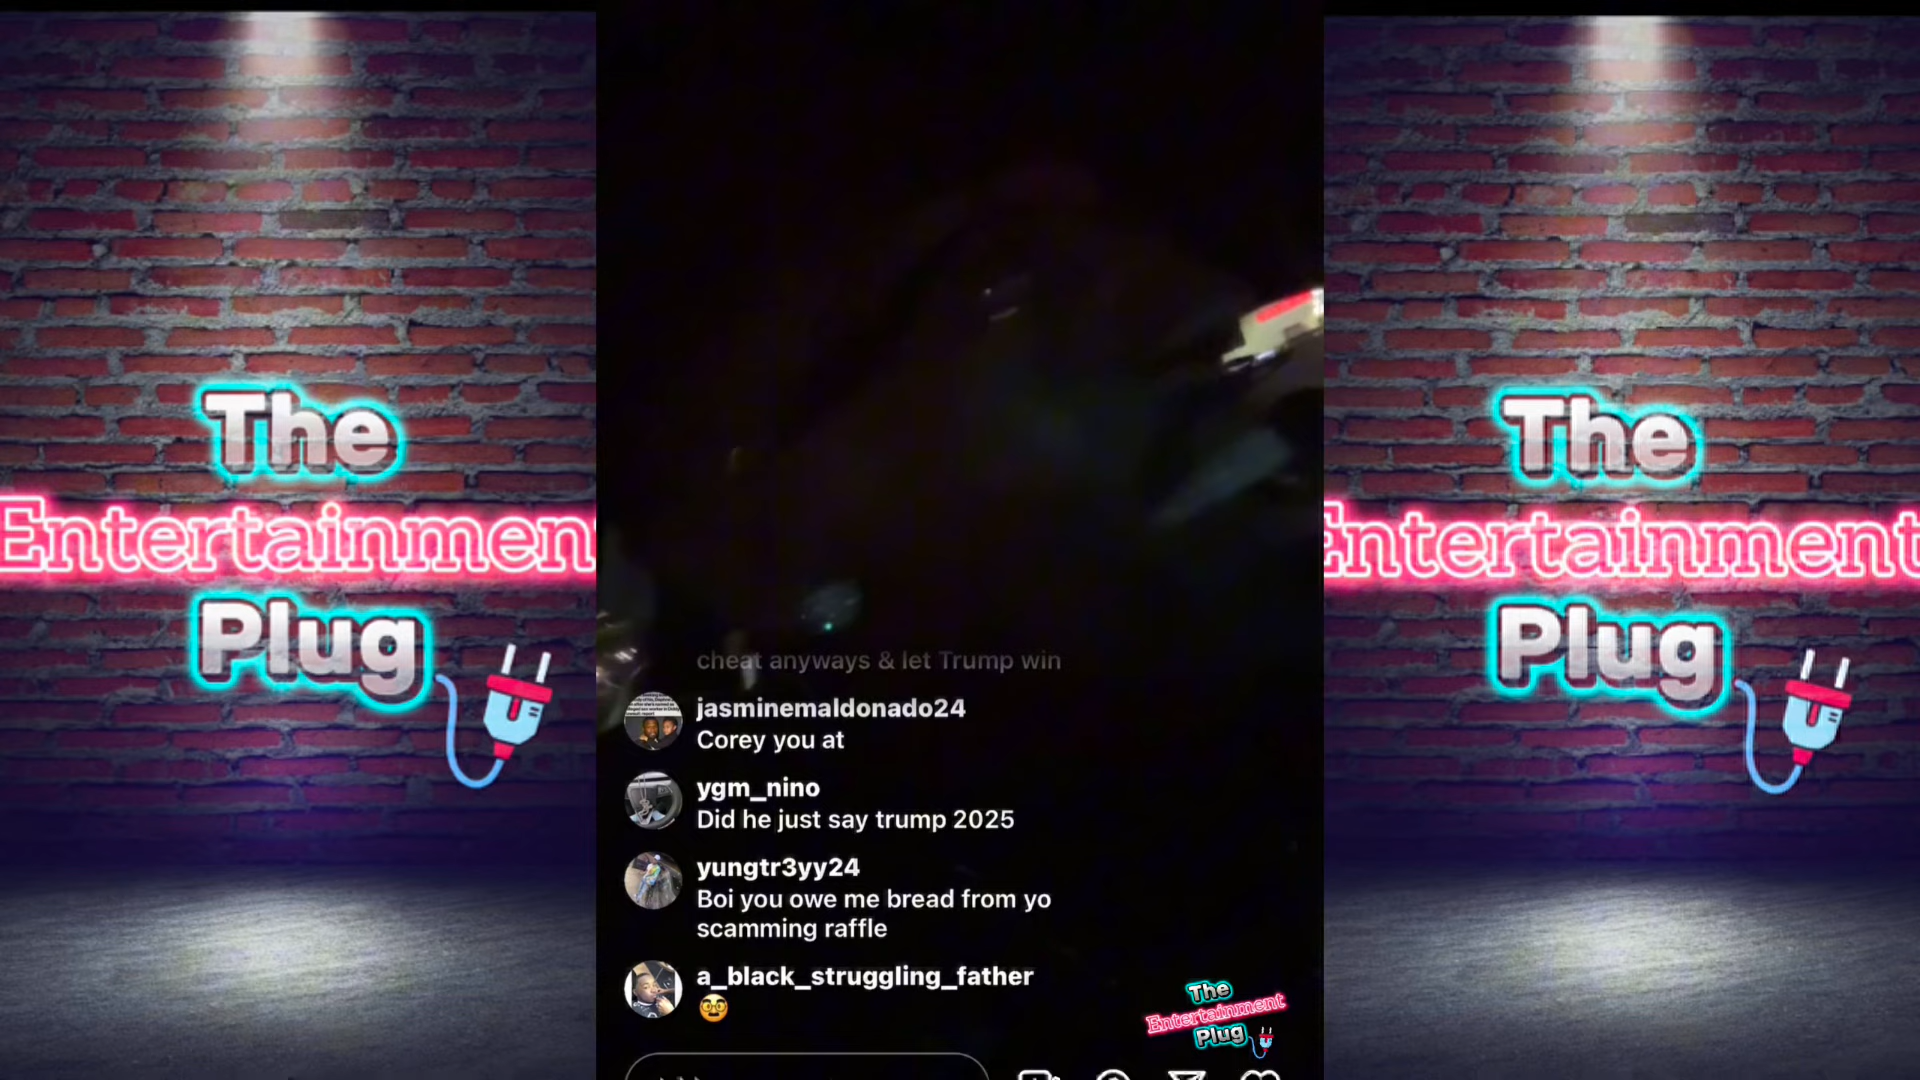 The
Entertainmen
Plug
cheat anyways & let Trump win
jasminemaldonado24
Corey you at
ygm_nino
Did he just say trump 2025
yungtr3yy24
Boi you owe me bread from yo
scamming raffle
a_black_struggling_father
🥸
The
Entertainment
Plug
The
Entertainment
Plug